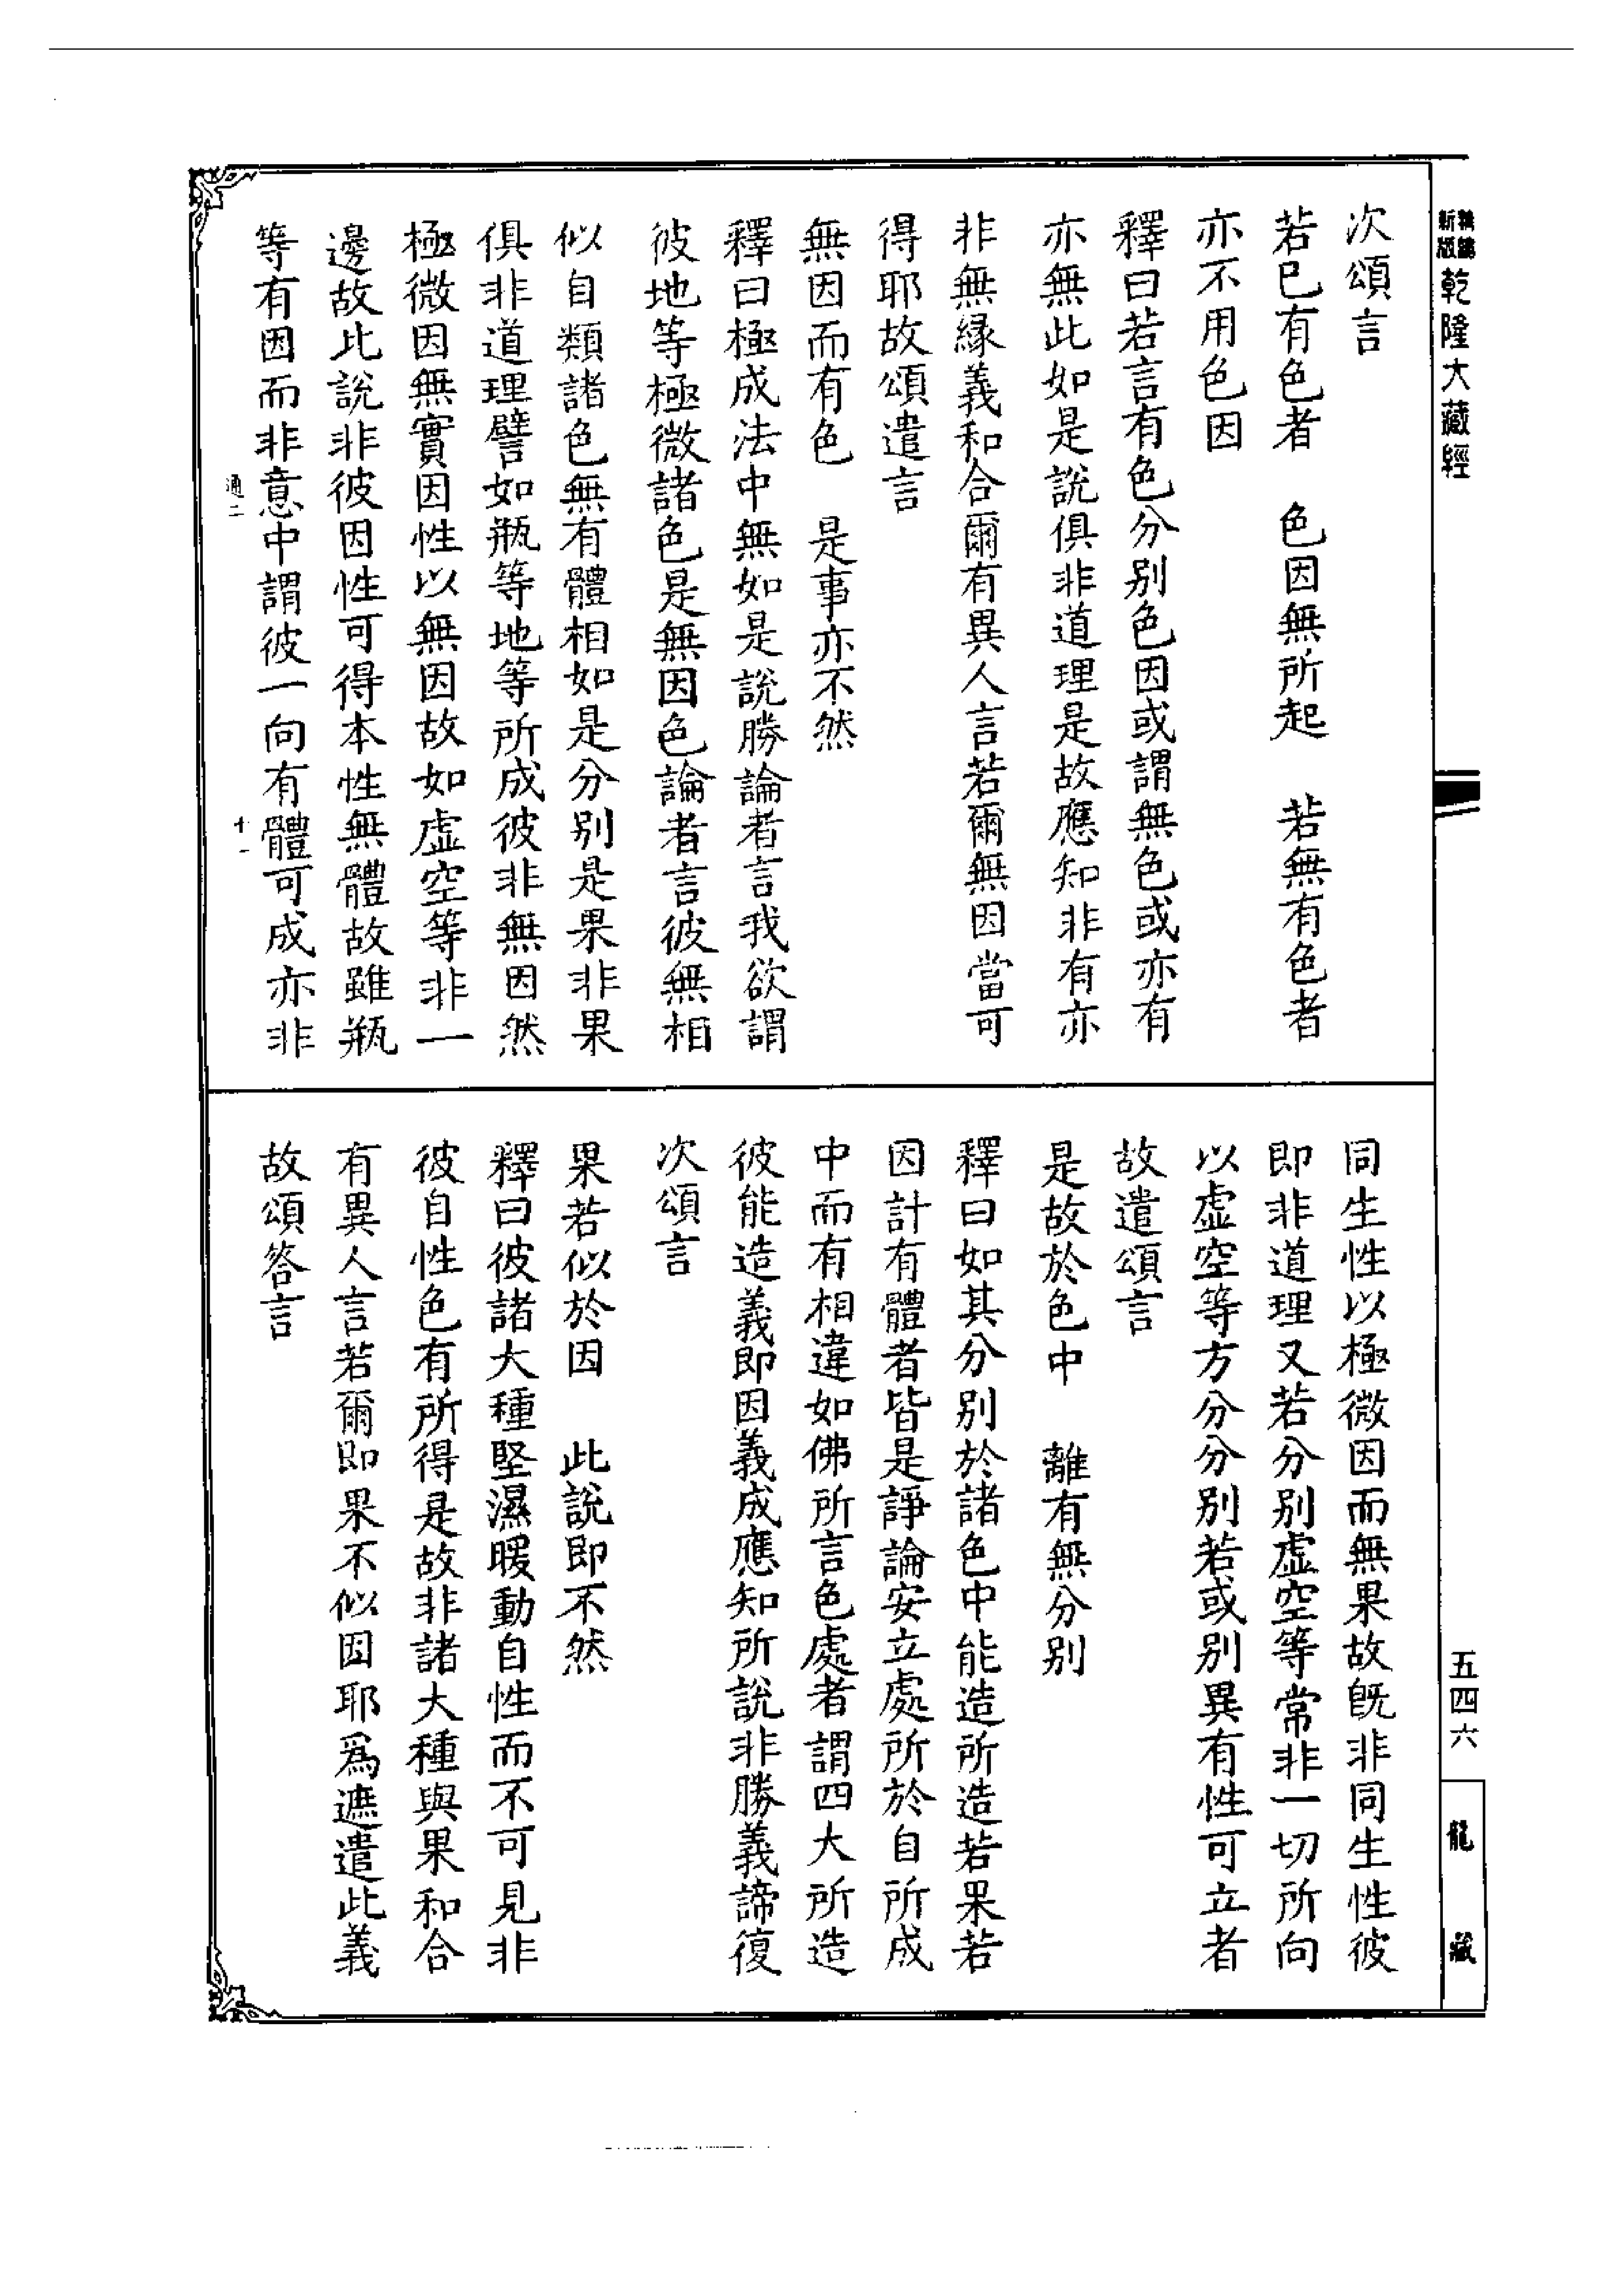 新編
新版
乾隆大藏經
次頌言
若已有色者　色因無所起　若無有色者
亦不用色因
釋曰若言有色分別色因或謂無色或亦有
亦無此如是說俱非道理是故應知非有亦
非無緣義和合爾有異人言若爾無因當可
得耶故頌遣言
無因而有色　是事亦不然
釋曰極成法中無如是說勝論者言我欲謂
彼地等極微諸色是無因色論者言彼無相
似自類諸色無有體相如是分別是果非果
俱非道理譬如瓶等地等所成彼非無因然
極微因無實因性以無因故如虛空等非一
邊故此說非彼因性可得本性無體故雖瓶
等有因而非意中謂彼一向有體可成亦非
通二
十一
同生性以極微因而無果故旣非同生性彼
即非道理又若分別虛空等常非一切所向
以虛空等方分分別若或別異有性可立者
故遣頌言
是故於色中　離有無分別
釋曰如其分別於諸色中能造所造若果若
因計有體者皆是諍論安立處所於自所成
中而有相違如佛所言色處者謂四大所造
彼能造義即因義成應知所說非勝義諦復
次頌言
果若似於因　此說即不然
釋曰彼諸大種堅濕暖動自性而不可見非
彼自性色有所得是故非諸大種與果和合
有異人言若爾即果不似因耶爲遮遣此義
故頌答言
五四六
龍藏